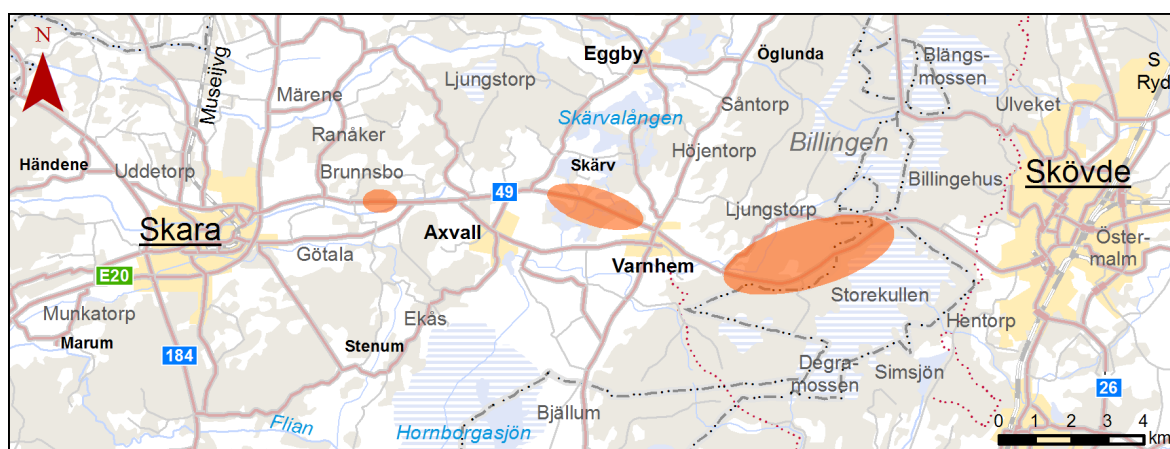 N
Museijvg
Märene
Ljungstorp
Eggby
Öglunda
Blängs-
mossen
S
Ryd
Ulveket
Såntorp
Skärvalången
Ranåker
Billingen
Händene
Uddetorp
Brunnsbo
Skärv
Höjentorp
Billingehus
Skövde
49
Ljungstorp
Skara
Axvall
Götala
Varnhem
Öster-
malm
E20
Storekullen
Munkatorp
Marum
Ekås
Hentorp
184
Stenum
Degra-
mossen
Simsjön
26
Flian
Hornborgasjön
Bjällum
0 1 2 3 4
km